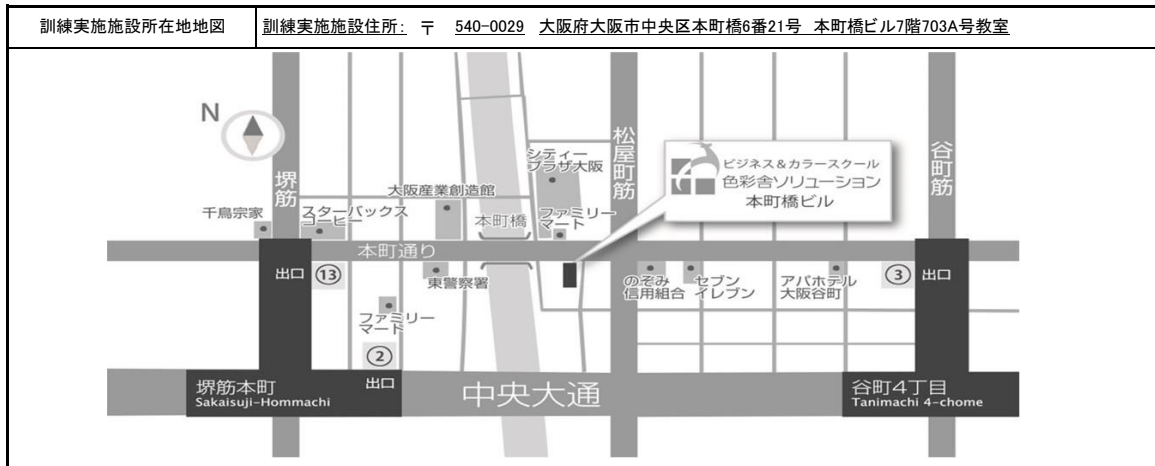 訓練実施施設所在地地図
訓練実施施設住所: 〒 540-0029 大阪府大阪市中央区本町橋6番21号 本町橋ビル7階703A号教室
N
堺筋
松屋町筋
谷町筋
シティー
プラザ大阪
ビジネス&カラースクール
色彩舎ソリューション
本町橋ビル
大阪産業創造館
千鳥宗家
スターバックス
コーヒー
本町橋
ファミリー
マート
本町通り
出口
13
東警察署
のぞみ
信用組合
セブン
イレブン
アパホテル
大阪谷町
3
出口
ファミリー
マート
2
出口
堺筋本町
Sakaisuji-Hommachi
中央大通
谷町4丁目
Tanimachi 4-chome